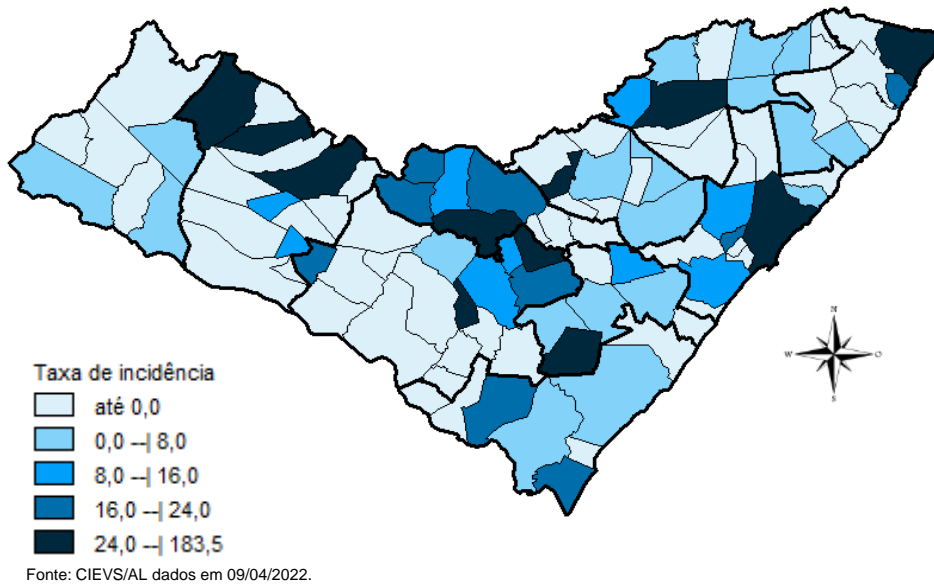 N
W
O
S
Taxa de incidência
até 0,0
0,0 --| 8,0
8,0 --| 16,0
16,0 --| 24,0
24,0 --| 183,5
Fonte: CIEVS/AL dados em 09/04/2022.